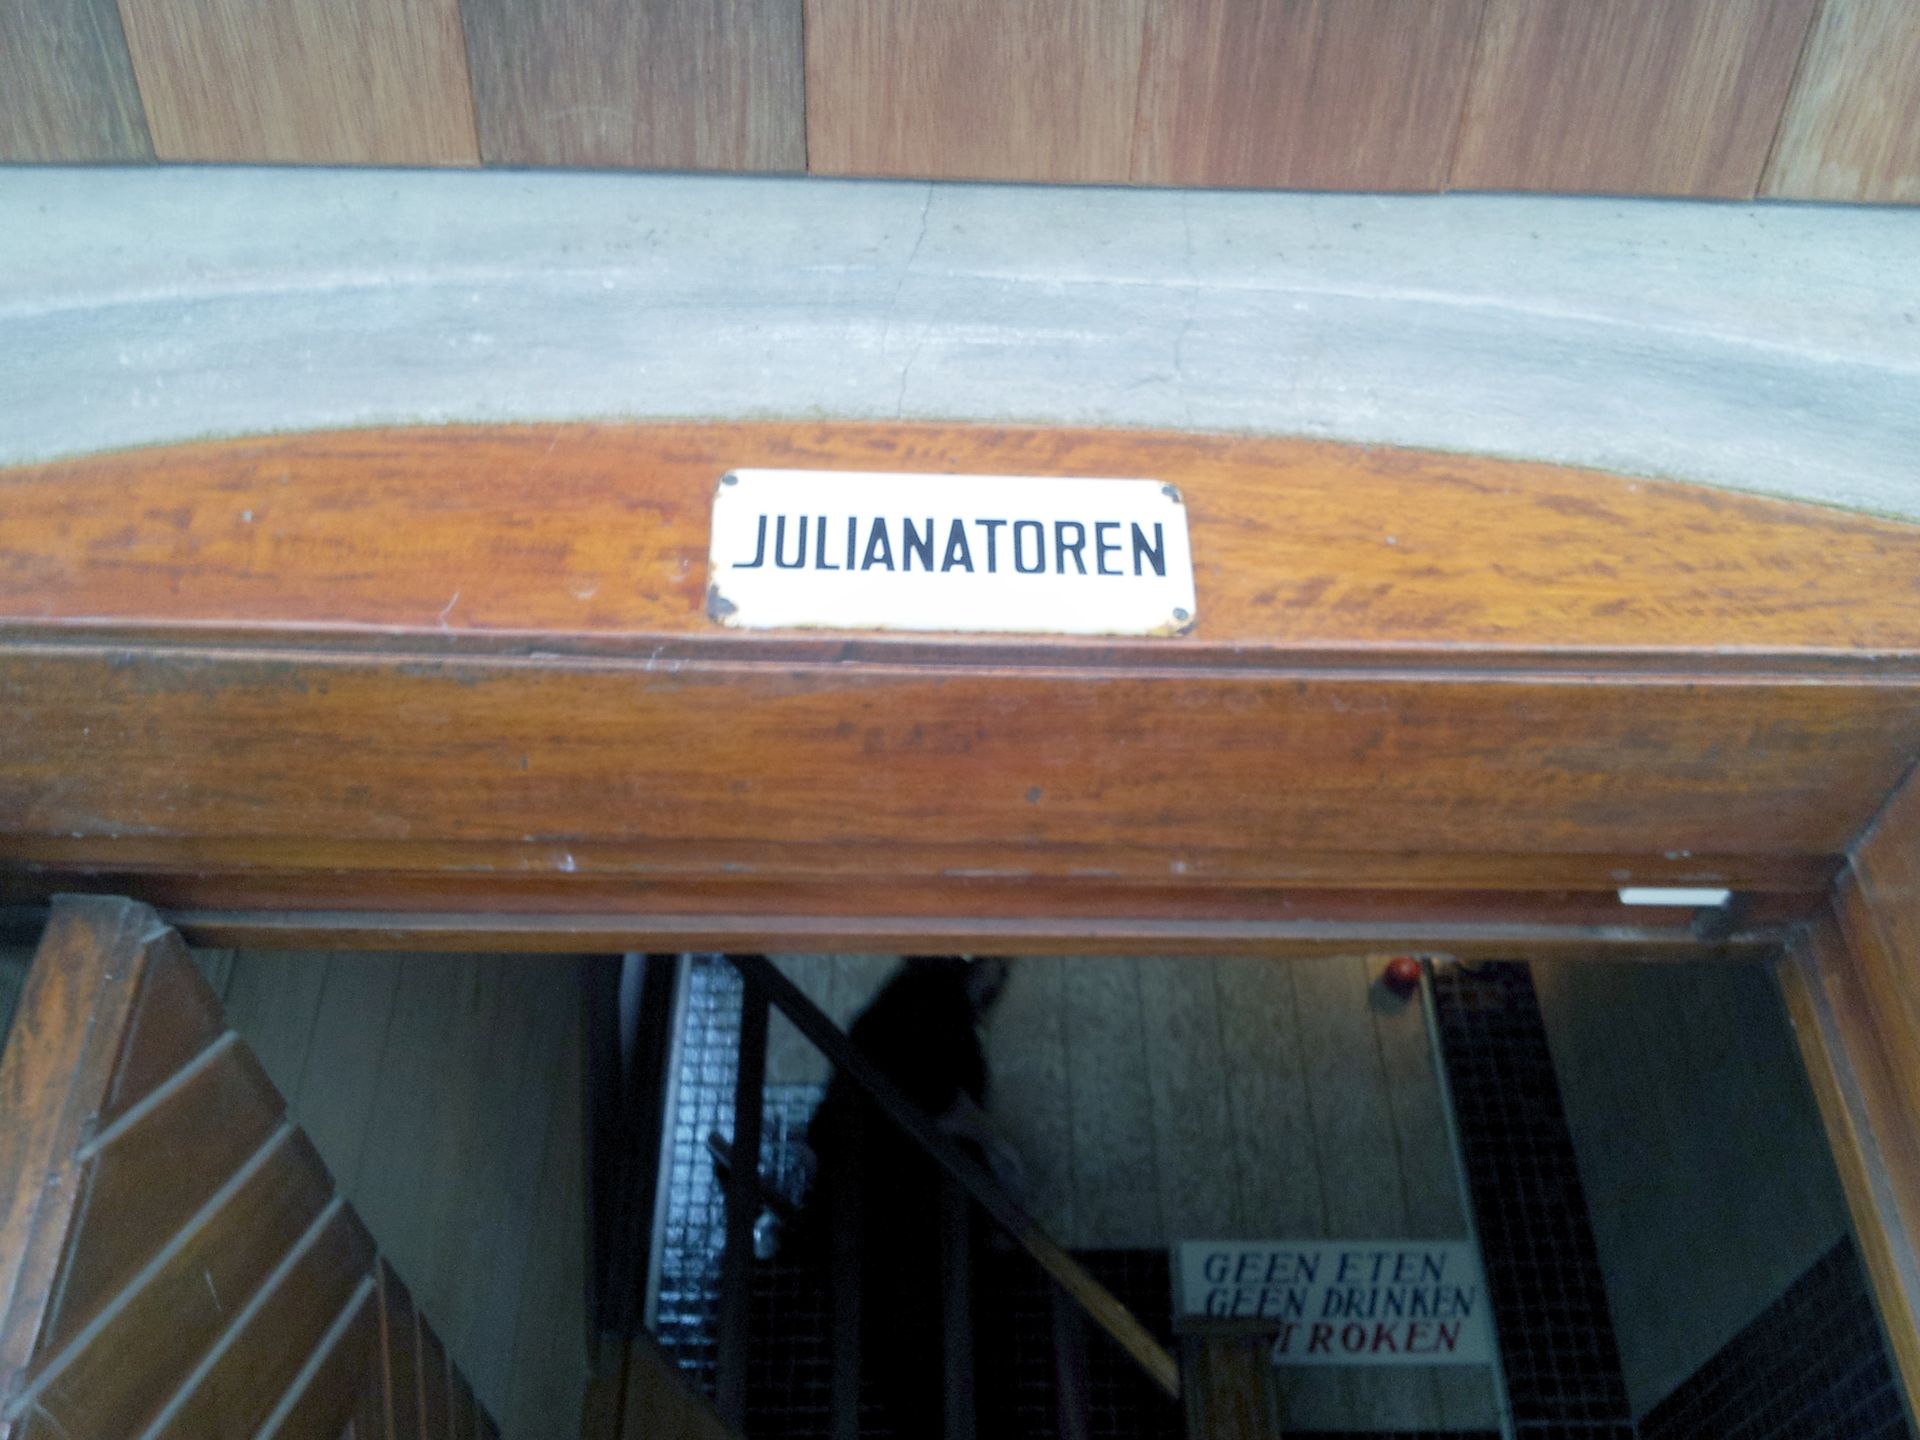 JULIANATOREN
GEEN ETEN
GEEN DRINKEN
ROKEN